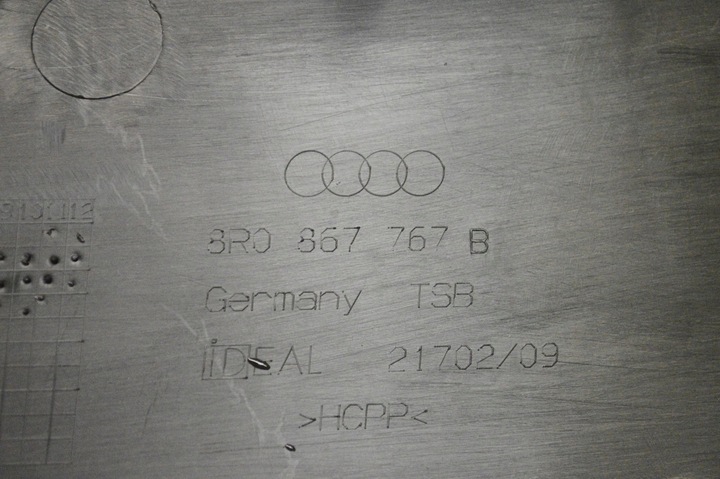 8R0 867 767 B
Germany TSB
iDEAL 21702/09
>HCPP<